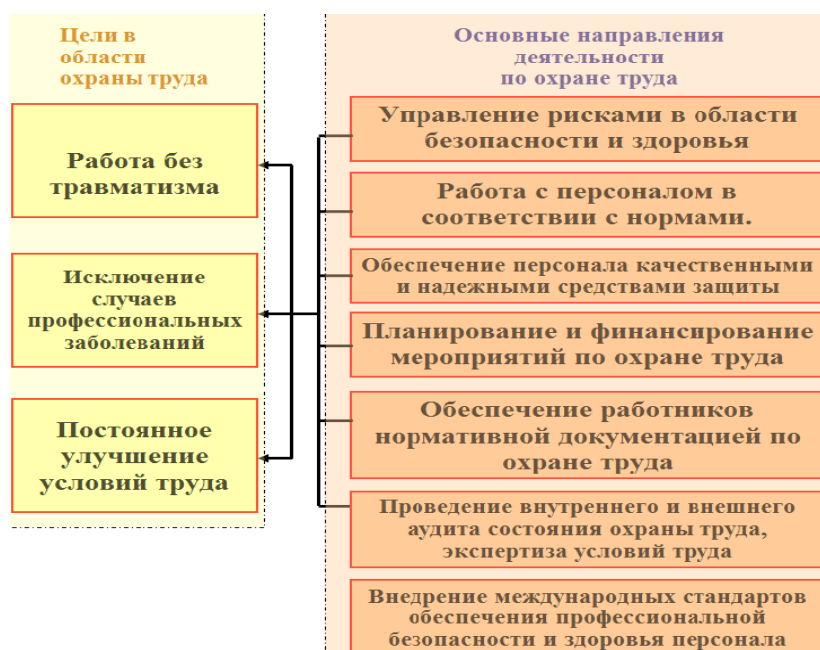 Цели в
области
охраны труда
Работа без
травматизма
Исключение
случаев
профессиональных
заболеваний
Постоянное
улучшение
условий труда
Основные направления
деятельности
по охране труда
Управление рисками в области
безопасности и здоровья
Работа с персоналом в
соответствии с нормами.
Обеспечение персонала качественными
и надежными средствами защиты
Планирование и финансирование
мероприятий по охране труда
Обеспечение работников
нормативной документацией по
охране труда
Проведение внутреннего и внешнего
аудита состояния охраны труда,
экспертиза условий труда
Внедрение международных стандартов
обеспечения профессиональной
безопасности и здоровья персонала